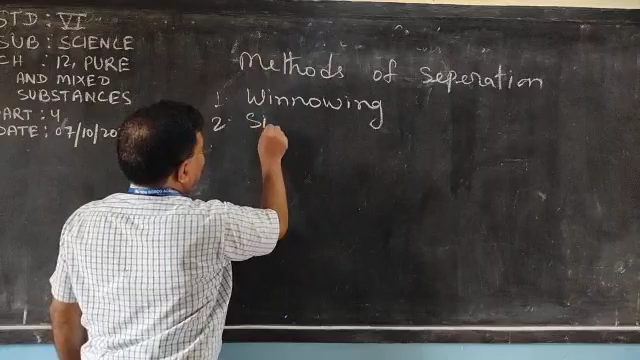 STD : VI
SUB : SCIENCE
CH : 12, PURE
AND MIXED
SUBSTANCES
PART : 4
DATE : 07/10/20
Methods of Seperation
1. Winnowing
2. Si